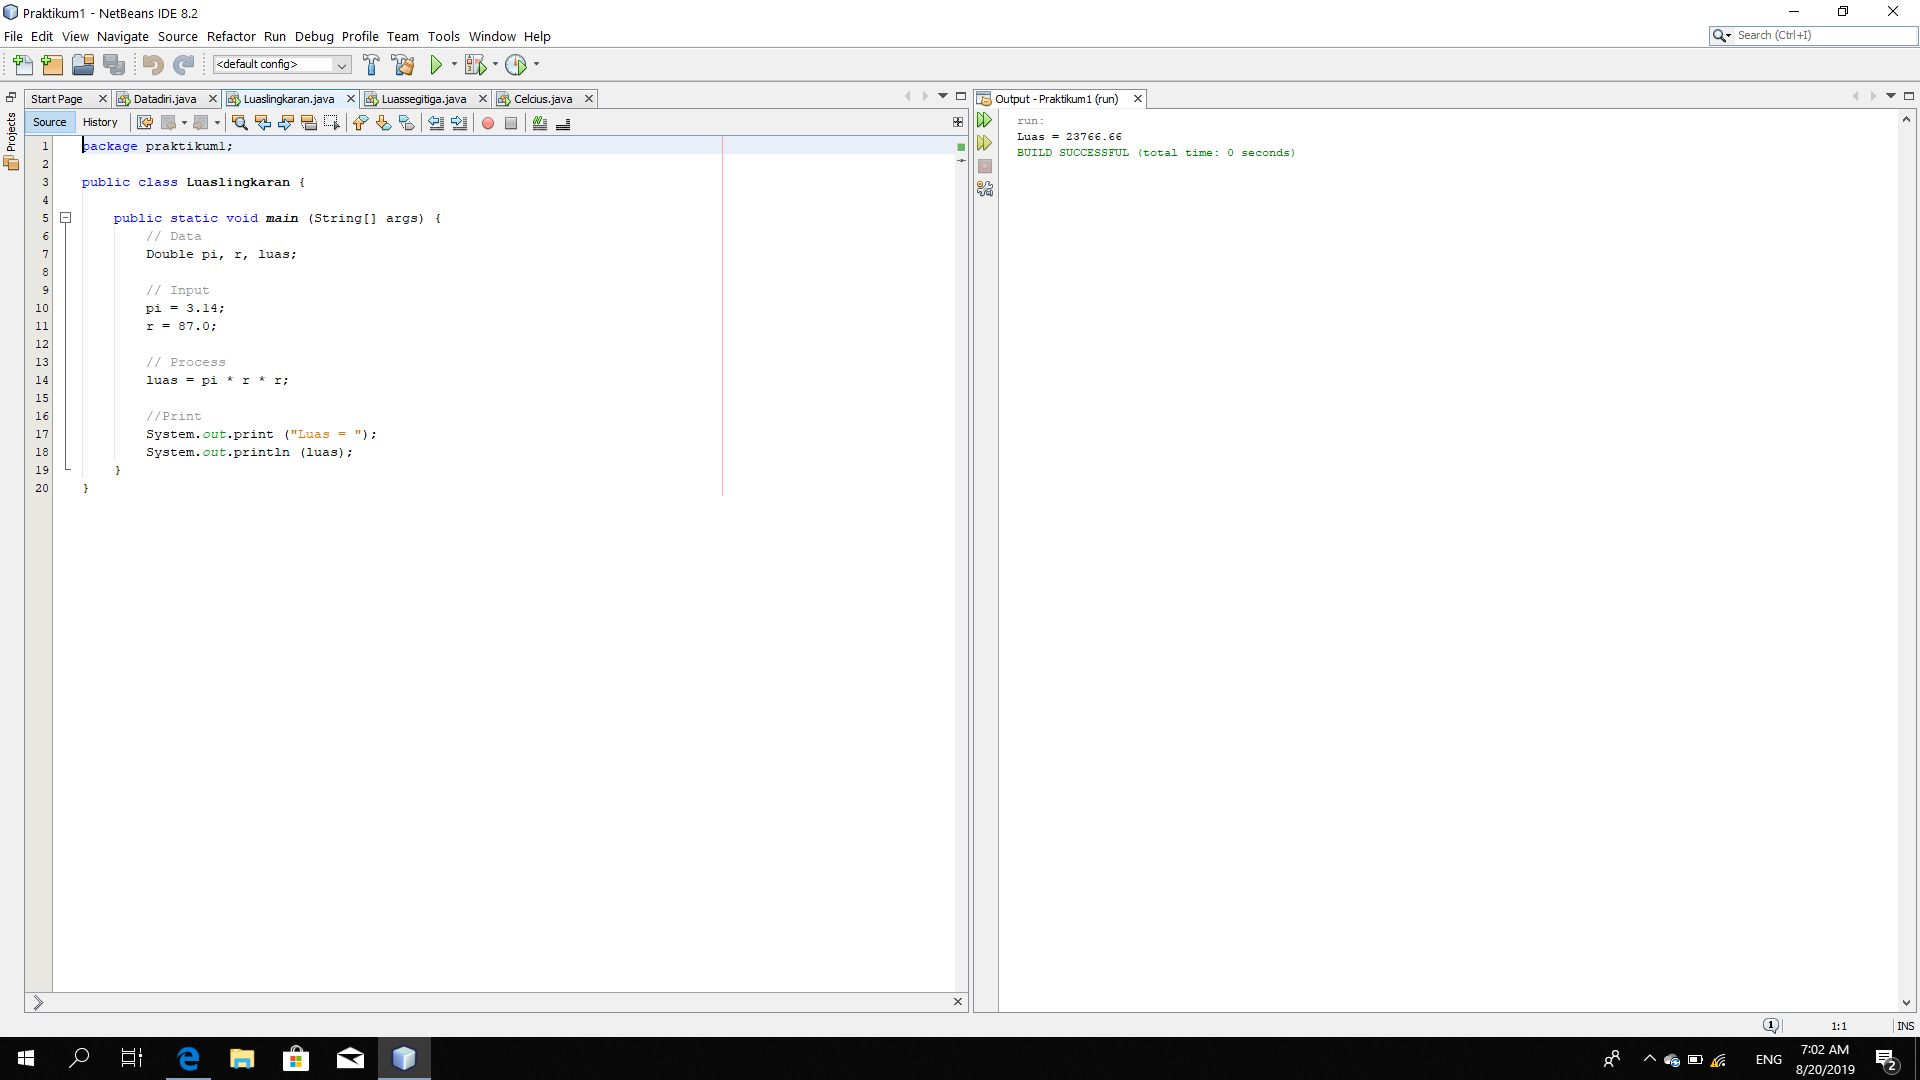 Praktikum1 - NetBeans IDE 8.2
File Edit View Navigate Source Refactor Run Debug Profile Team Tools Window Help
Search (Ctrl+I)
<default config>
Start Page Datadiri.java Luaslingkaran.java Luassegitiga.java Celcius.java
Output - Praktikum1 (run)
Projects
Source History
1 package praktikum1;
2
3 public class Luaslingkaran {
4
5 public static void main (String[] args) {
6 // Data
7 Double pi, r, luas;
8
9 // Input
10 pi = 3.14;
11 r = 87.0;
12
13 // Process
14 luas = pi * r * r;
15
16 //Print
17 System.out.print ("Luas = ");
18 System.out.println (luas);
19 }
20 }
run:
Luas = 23766.66
BUILD SUCCESSFUL (total time: 0 seconds)
1
1:1
INS
ENG
7:02 AM
8/20/2019
2